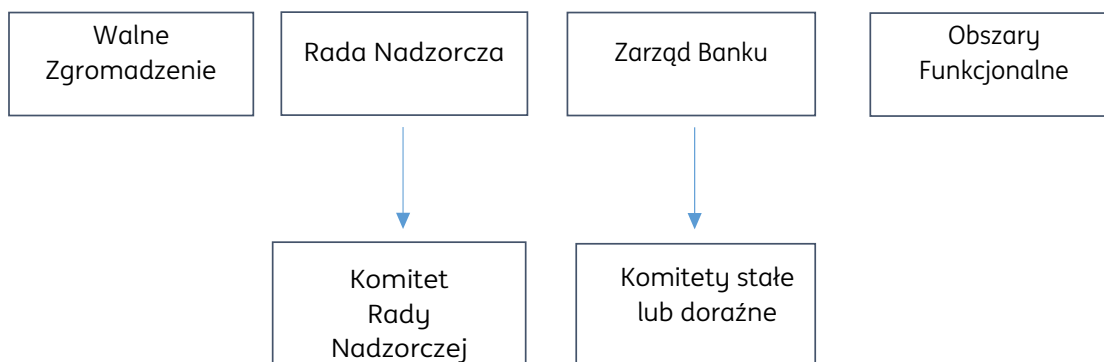 Walne
Zgromadzenie
Rada Nadzorcza
Zarząd Banku
Obszary
Funkcjonalne
Komitet
Rady
Nadzorczej
Komitety stałe
lub doraźne